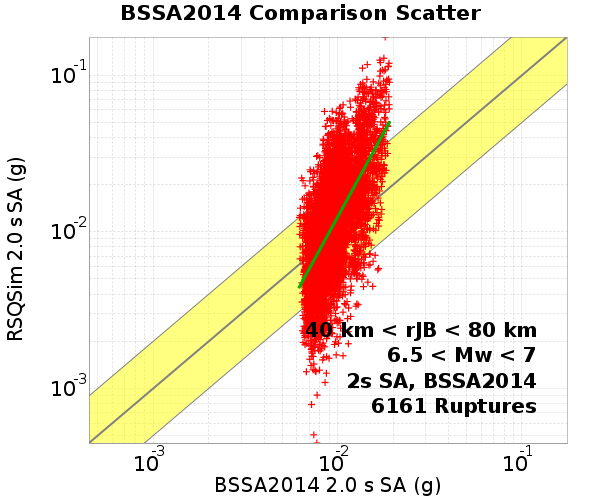 BSSA2014 Comparison Scatter
10-1
10-2
10-3
RSQSim 2.0 s SA (g)
40 km < rJB < 80 km
6.5 < Mw < 7
2s SA, BSSA2014
6161 Ruptures
10-3
10-2
10-1
BSSA2014 2.0 s SA (g)